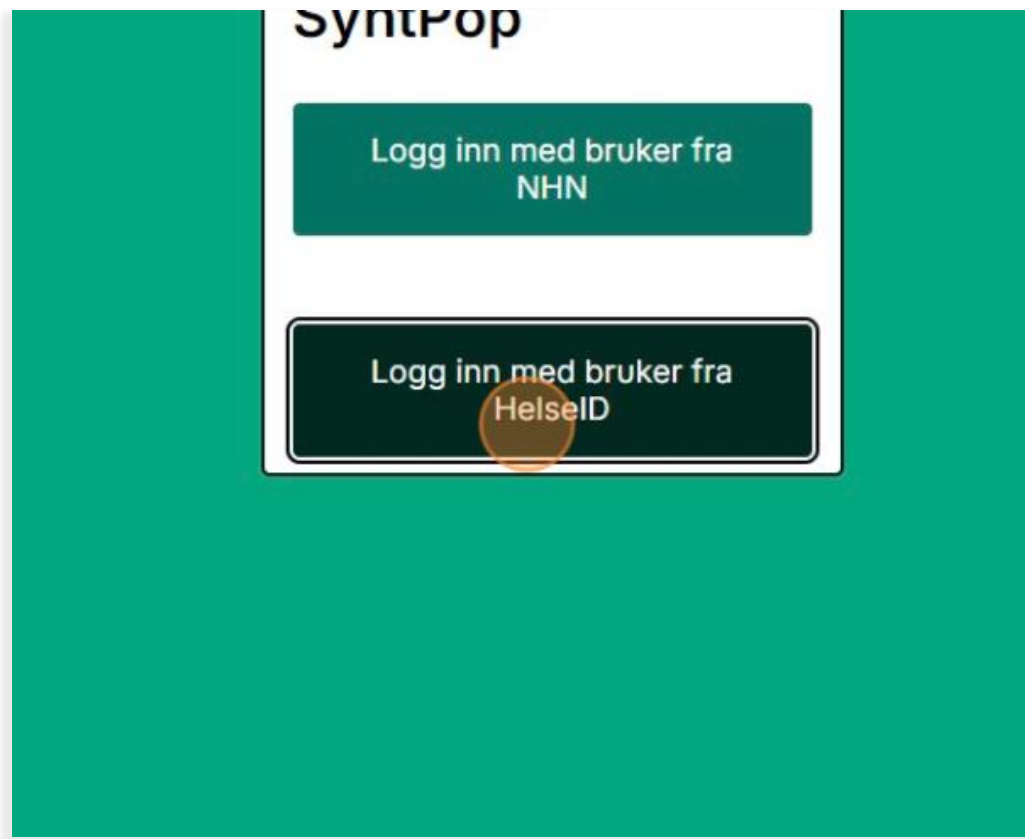 SyntPop
Logg inn med bruker fra
NHN
Logg inn med bruker fra
HelseID